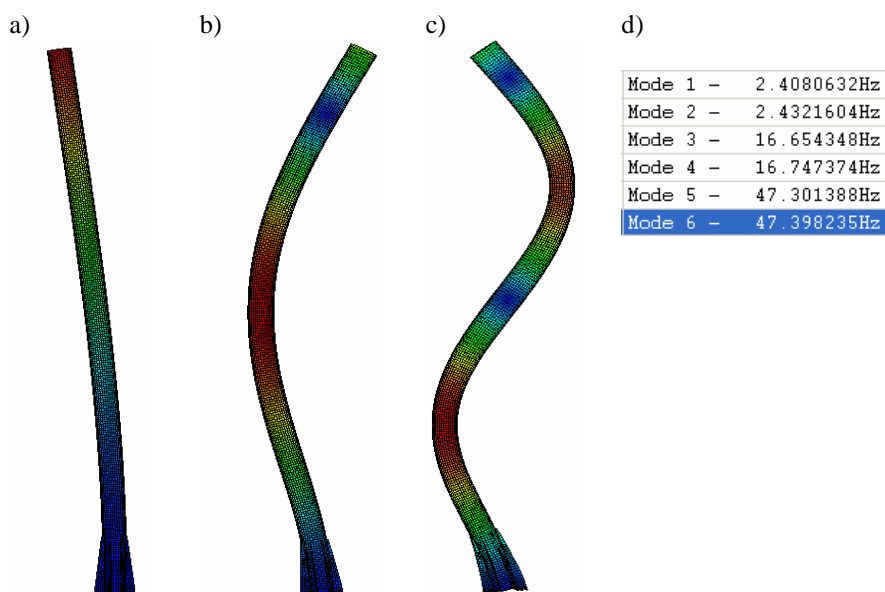 a) b) c) d)
Mode 1 - 2.4080632Hz
Mode 2 - 2.4321604Hz
Mode 3 - 16.654348Hz
Mode 4 - 16.747374Hz
Mode 5 - 47.301388Hz
Mode 6 - 47.398235Hz